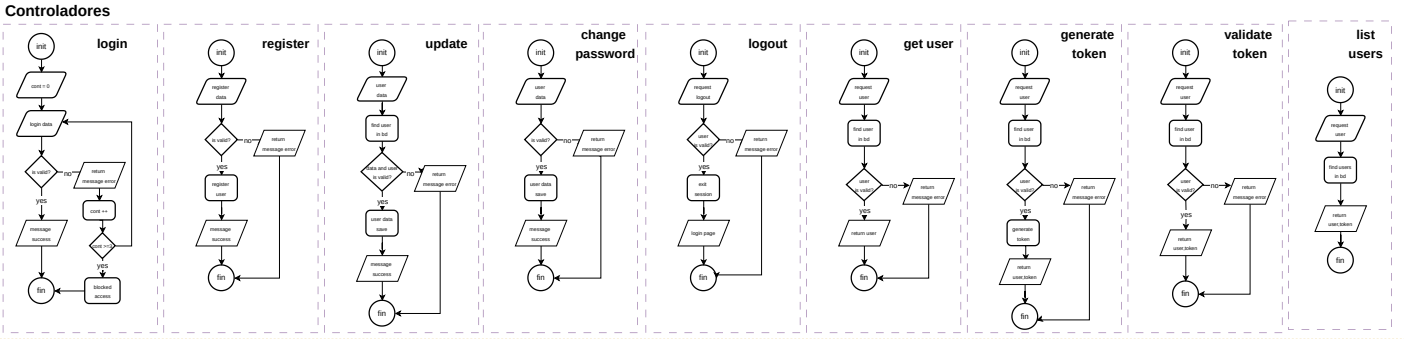 Controladores
login
init
cont = 0
login data
is valid?
no
return
message error
yes
cont ++
message
success
cont >=3
yes
blocked
access
fin
register
init
register
data
is valid?
no
return
message error
yes
register
user
message
success
fin
update
init
user
data
find user
in bd
data and user
is valid?
no
return
message error
yes
user data
save
message
success
fin
change
password
init
user
data
is valid?
no
return
message error
yes
user data
save
message
success
fin
logout
init
request
logout
user
is valid?
no
return
message error
yes
exit
session
login page
fin
get user
init
request
user
find user
in bd
user
is valid?
no
return
message error
yes
return user
fin
generate
token
init
request
user
find user
in bd
user
is valid?
no
return
message error
yes
generate
token
return
user,token
fin
validate
token
init
request
user
find user
in bd
user
is valid?
no
return
message error
yes
return
user,token
fin
list
users
init
request
user
find users
in bd
return
user,token
fin